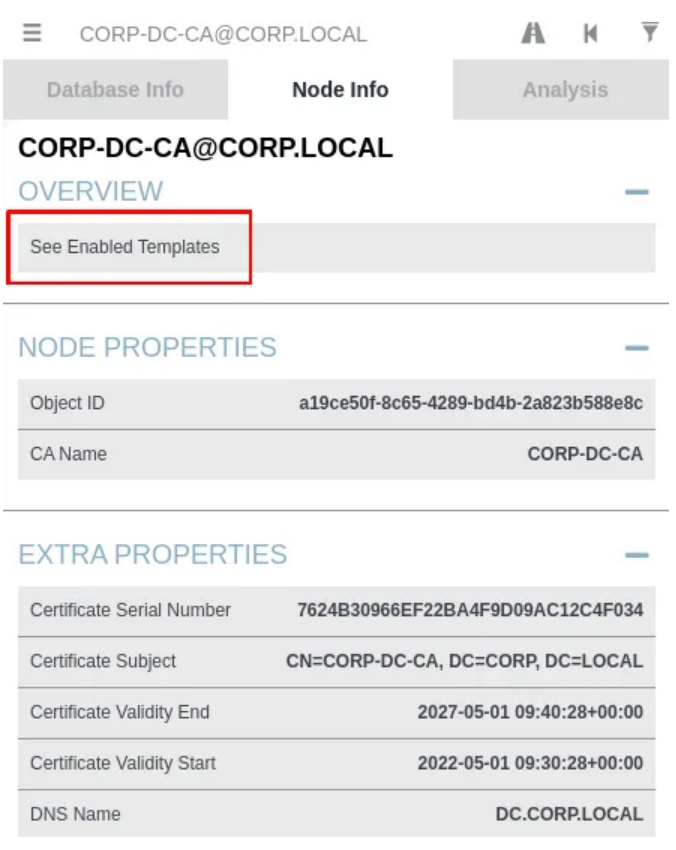 CORP-DC-CA@CORP.LOCAL
Database Info Node Info Analysis
CORP-DC-CA@CORP.LOCAL
OVERVIEW
See Enabled Templates
NODE PROPERTIES
Object ID a19ce50f-8c65-4289-bd4b-2a823b588e8c
CA Name CORP-DC-CA
EXTRA PROPERTIES
Certificate Serial Number 7624B30966EF22BA4F9D09AC12C4F034
Certificate Subject CN=CORP-DC-CA, DC=CORP, DC=LOCAL
Certificate Validity End 2027-05-01 09:40:28+00:00
Certificate Validity Start 2022-05-01 09:30:28+00:00
DNS Name DC.CORP.LOCAL